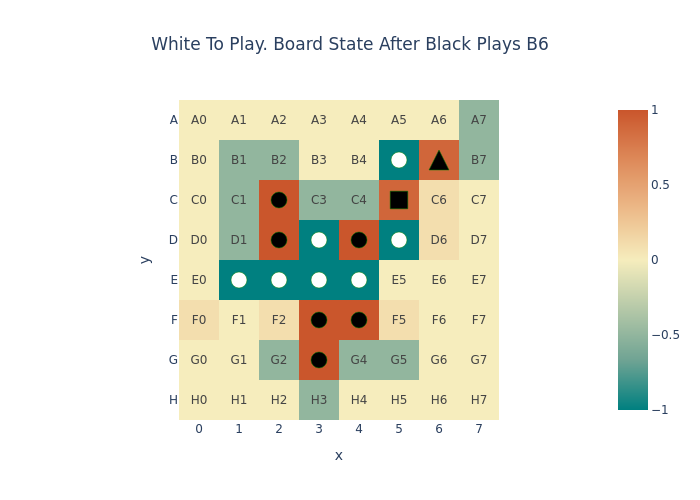 White To Play. Board State After Black Plays B6
A A0 A1 A2 A3 A4 A5 A6 A7
B B0 B1 B2 B3 B4 B7
C C0 C1 C3 C4 C6 C7
D D0 D1 D6 D7
E E0 E5 E6 E7
F F0 F1 F2 F5 F6 F7
G G0 G1 G2 G4 G5 G6 G7
H H0 H1 H2 H3 H4 H5 H6 H7
0 1 2 3 4 5 6 7
x
y
1
0.5
0
−0.5
−1